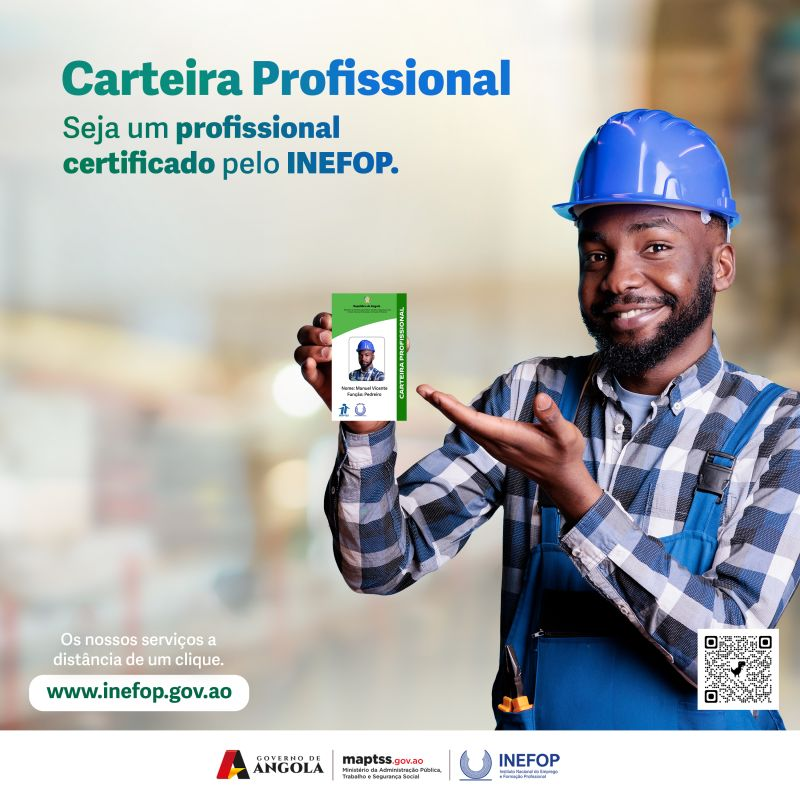 Carteira Profissional
Seja um profissional
certificado pelo INEFOP.
República de Angola
CARTEIRA PROFISSIONAL
Nome: Manuel Vicente
Função: Pedreiro
Os nossos serviços a
distância de um clique.
www.inefop.gov.ao
GOVERNO DE
ANGOLA
maptss.gov.ao
Ministério da Administração Pública,
Trabalho e Segurança Social
INEFOP
Instituto Nacional do Emprego
e Formação Profissional